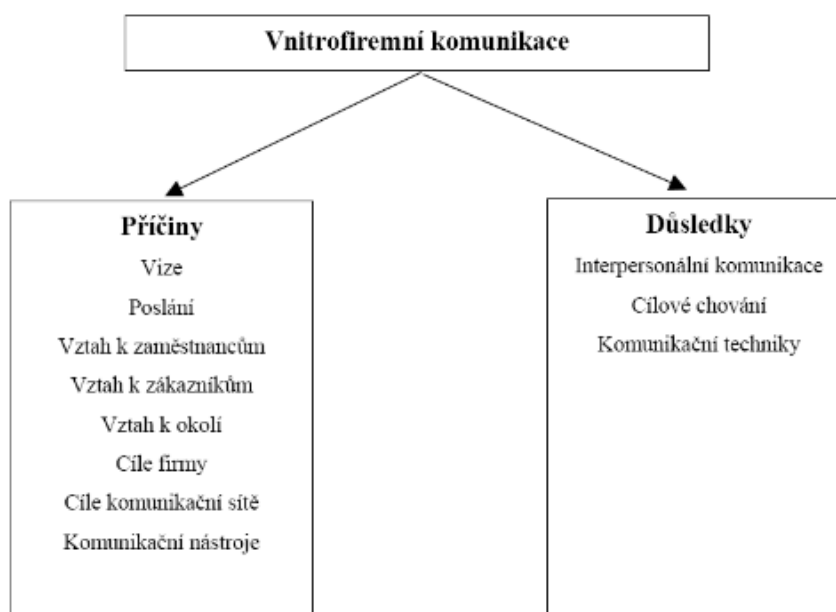 Vnitrofiremní komunikace
Příčiny
Vize
Poslání
Vztah k zaměstnancům
Vztah k zákazníkům
Vztah k okolí
Cíle firmy
Cíle komunikační sítě
Komunikační nástroje
Důsledky
Interpersonální komunikace
Cílové chování
Komunikační techniky